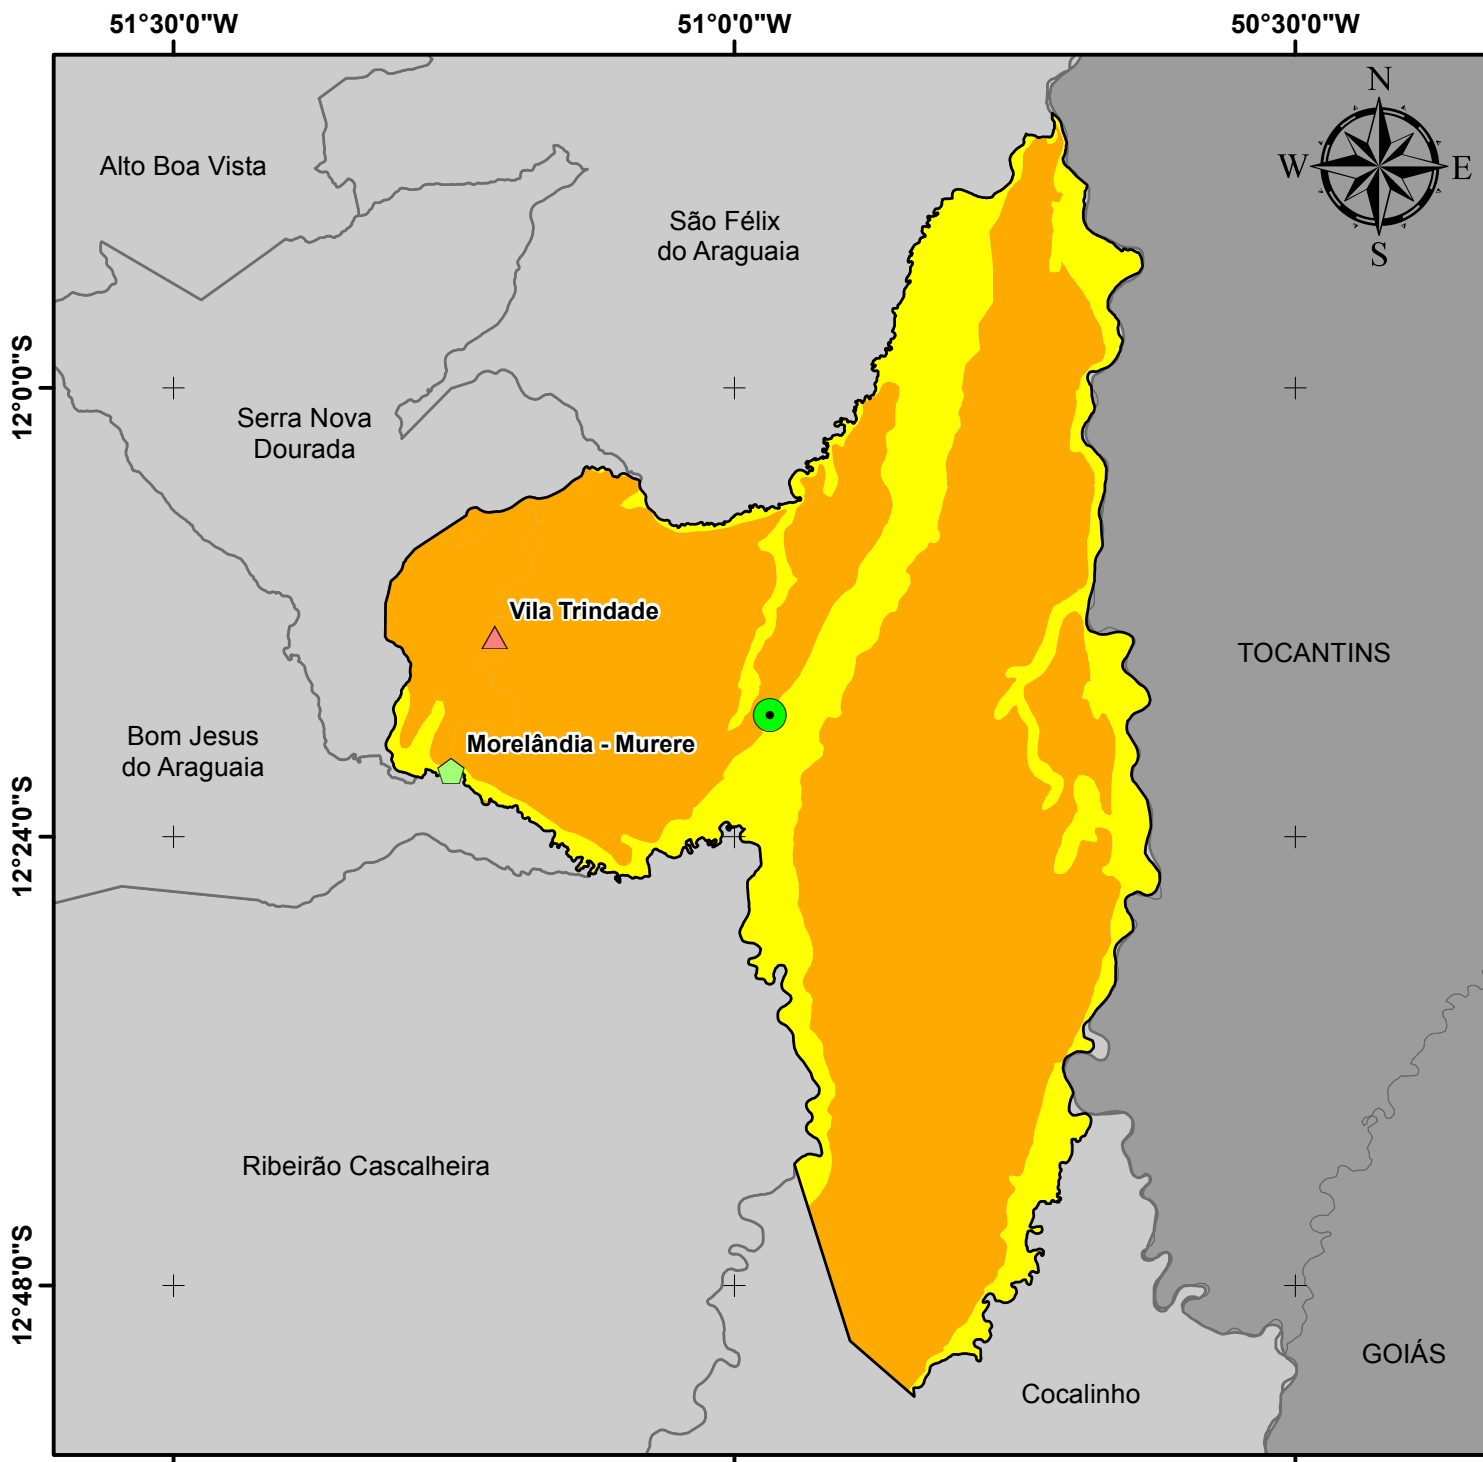 51°30'0"W
51°0'0"W
50°30'0"W
N
W
E
S
Alto Boa Vista
São Félix
do Araguaia
12°0'0"S
Serra Nova
Dourada
Vila Trindade
TOCANTINS
Bom Jesus
do Araguaia
Morelândia - Murere
12°24'0"S
Ribeirão Cascalheira
12°48'0"S
GOIÁS
Cocalinho